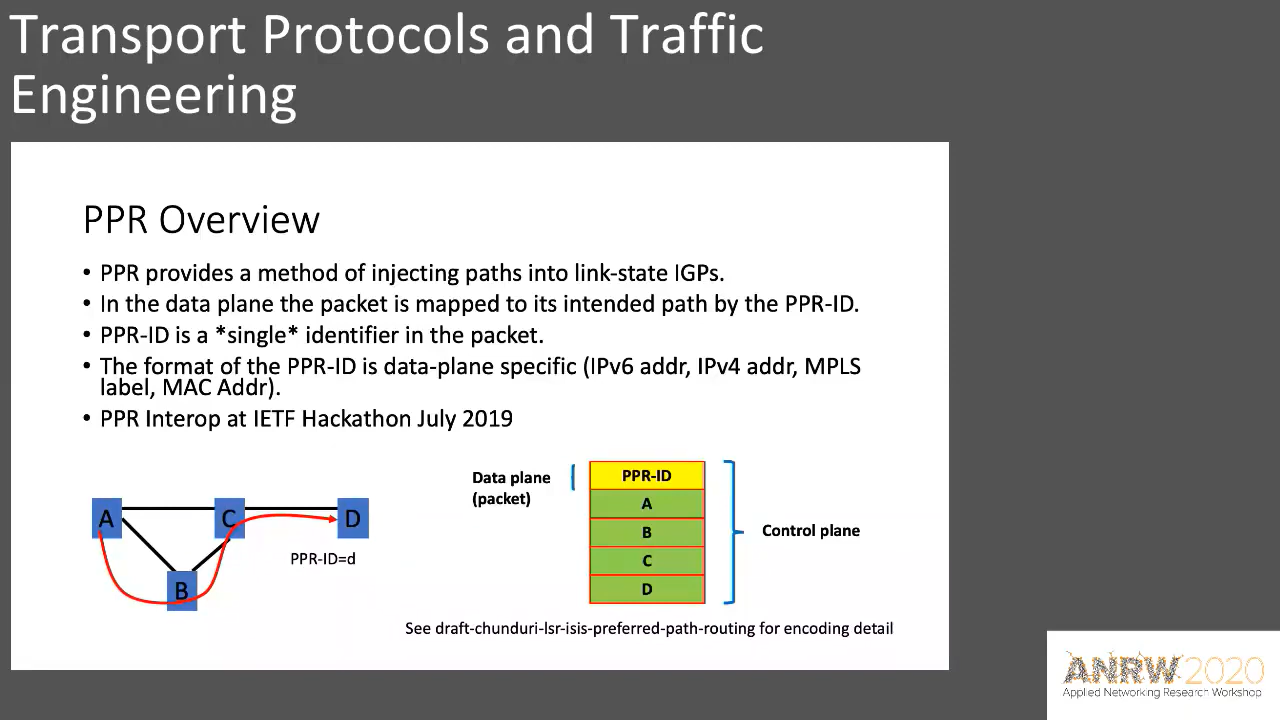 Transport Protocols and Traffic
Engineering
PPR Overview
• PPR provides a method of injecting paths into link-state IGPs.
• In the data plane the packet is mapped to its intended path by the PPR-ID.
• PPR-ID is a *single* identifier in the packet.
• The format of the PPR-ID is data-plane specific (IPv6 addr, IPv4 addr, MPLS
label, MAC Addr).
• PPR Interop at IETF Hackathon July 2019
A
C
D
B
PPR-ID=d
Data plane
(packet)
PPR-ID
A
B
C
D
Control plane
See draft-chunduri-lsr-isis-preferred-path-routing for encoding detail
ANRW2020
Applied Networking Research Workshop